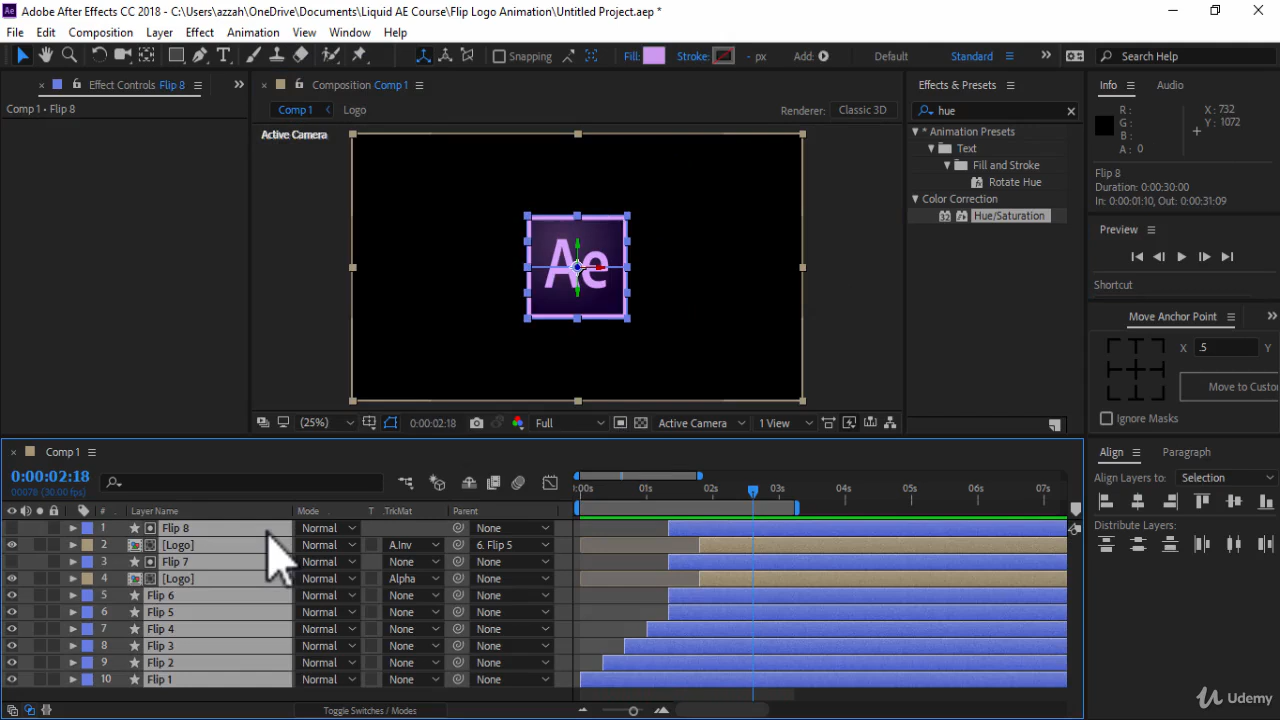 Adobe After Effects CC 2018 - C:\Users\azzah\OneDrive\Documents\Liquid AE Course\Flip Logo Animation\Untitled Project.aep *
File Edit Composition Layer Effect Animation View Window Help
Snapping Fill: Stroke: - px Add: Default Standard Search Help
Effect Controls Flip 8
Comp 1 • Flip 8
Composition Comp 1
Comp 1 Logo Renderer: Classic 3D
Active Camera
Ae
(25%) 0:00:02:18 Full Active Camera 1 View
Effects & Presets
hue
* Animation Presets
Text
Fill and Stroke
Rotate Hue
Color Correction
Hue/Saturation
Info Audio
R : X : 732
G : Y : 1072
B :
A : 0
Flip 8
Duration: 0:00:30:00
In: 0:00:01:10, Out: 0:00:31:09
Preview
Shortcut
Move Anchor Point
X .5 Y
Move to Custo
Ignore Masks
Align Paragraph
Align Layers to: Selection
Distribute Layers:
Comp 1
0:00:02:18
00078 (30.00 fps)
:00s 01s 02s 03s 04s 05s 06s 07s
# Layer Name Mode T .TrkMat Parent
1 Flip 8 Normal None
2 [Logo] Normal A.Inv 6. Flip 5
3 Flip 7 Normal None None
4 [Logo] Normal Alpha None
5 Flip 6 Normal None None
6 Flip 5 Normal None None
7 Flip 4 Normal None None
8 Flip 3 Normal None None
9 Flip 2 Normal None None
10 Flip 1 Normal None None
Toggle Switches / Modes
Udemy